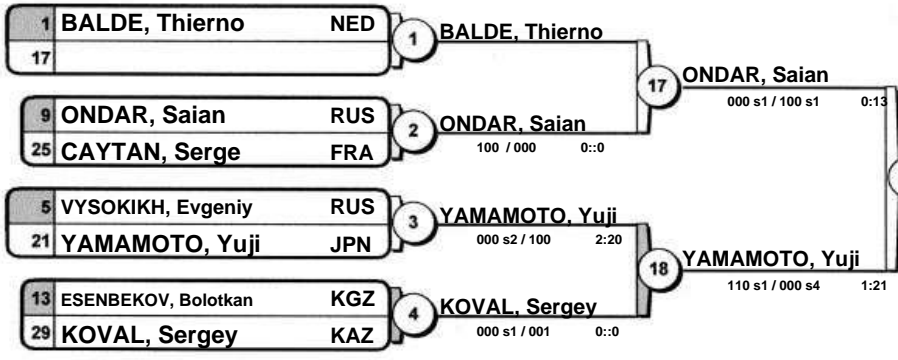 1 BALDE, Thierno NED
17
1
BALDE, Thierno
9 ONDAR, Saian RUS
25 CAYTAN, Serge FRA
2
ONDAR, Saian
100 / 000 0::0
17
ONDAR, Saian
000 s1 / 100 s1 0:13
5 VYSOKIKH, Evgeniy RUS
21 YAMAMOTO, Yuji JPN
3
YAMAMOTO, Yuji
000 s2 / 100 2:20
13 ESENBEKOV, Bolotkan KGZ
29 KOVAL, Sergey KAZ
4
KOVAL, Sergey
000 s1 / 001 0::0
18
YAMAMOTO, Yuji
110 s1 / 000 s4 1:21